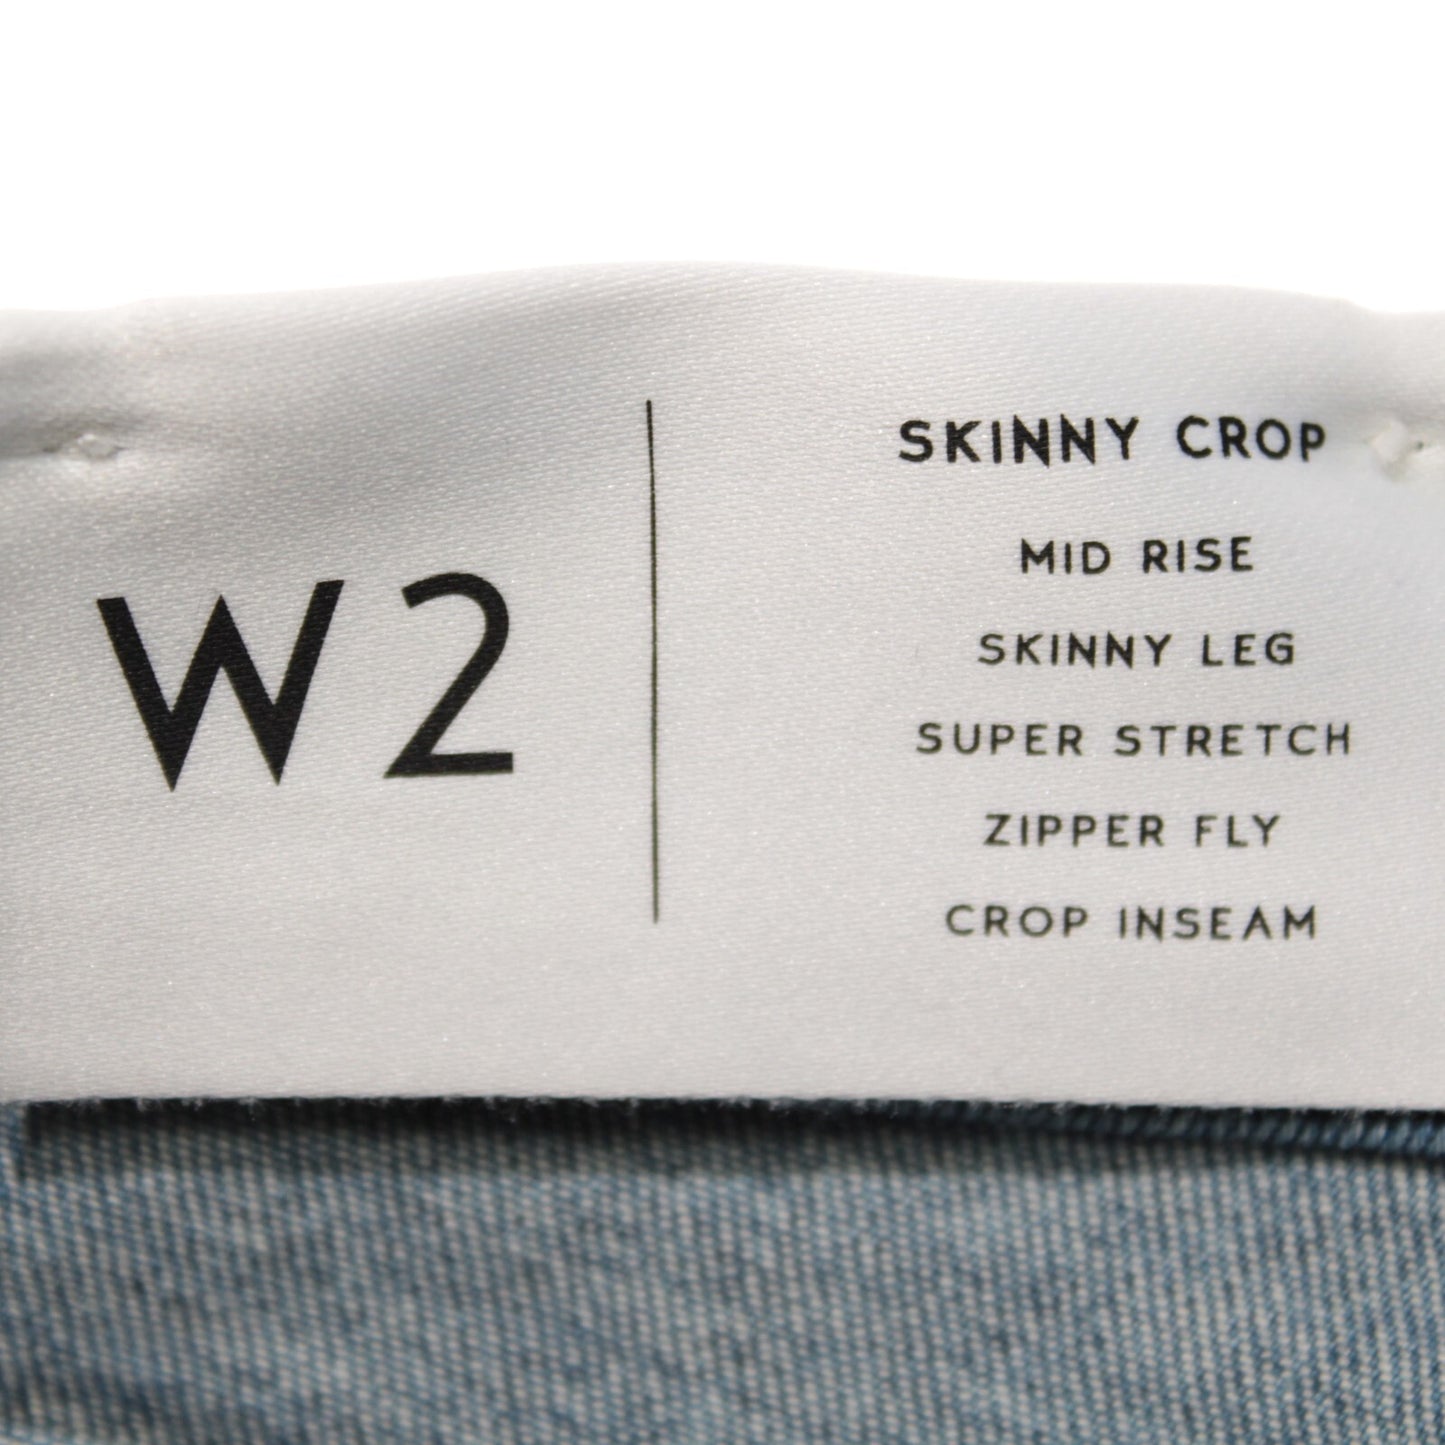 W2
SKINNY CROP
MID RISE
SKINNY LEG
SUPER STRETCH
ZIPPER FLY
CROP INSEAM